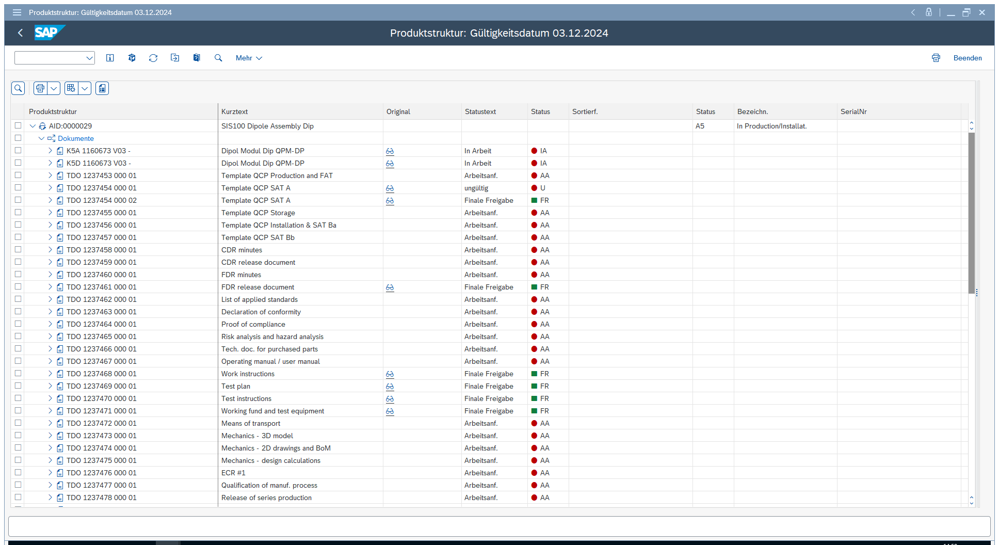 Produktstruktur: Gültigkeitsdatum 03.12.2024
SAP Produktstruktur: Gültigkeitsdatum 03.12.2024
Mehr Beenden
Produktstruktur Kurztext Original Statustext Status Sortierf. Status Bezeichn. SerialNr
AID:0000029 SIS100 Dipole Assembly Dip A5 In Production/Installat.
Dokumente
K5A 1160673 V03 - Dipol Modul Dip QPM-DP In Arbeit IA
K5D 1160673 V03 - Dipol Modul Dip QPM-DP In Arbeit IA
TDO 1237453 000 01 Template QCP Production and FAT Arbeitsanf. AA
TDO 1237454 000 01 Template QCP SAT A ungültig U
TDO 1237454 000 02 Template QCP SAT A Finale Freigabe FR
TDO 1237455 000 01 Template QCP Storage Arbeitsanf. AA
TDO 1237456 000 01 Template QCP Installation & SAT Ba Arbeitsanf. AA
TDO 1237457 000 01 Template QCP SAT Bb Arbeitsanf. AA
TDO 1237458 000 01 CDR minutes Arbeitsanf. AA
TDO 1237459 000 01 CDR release document Arbeitsanf. AA
TDO 1237460 000 01 FDR minutes Arbeitsanf. AA
TDO 1237461 000 01 FDR release document Finale Freigabe FR
TDO 1237462 000 01 List of applied standards Arbeitsanf. AA
TDO 1237463 000 01 Declaration of conformity Arbeitsanf. AA
TDO 1237464 000 01 Proof of compliance Arbeitsanf. AA
TDO 1237465 000 01 Risk analysis and hazard analysis Arbeitsanf. AA
TDO 1237466 000 01 Tech. doc. for purchased parts Arbeitsanf. AA
TDO 1237467 000 01 Operating manual / user manual Arbeitsanf. AA
TDO 1237468 000 01 Work instructions Finale Freigabe FR
TDO 1237469 000 01 Test plan Finale Freigabe FR
TDO 1237470 000 01 Test instructions Finale Freigabe FR
TDO 1237471 000 01 Working fund and test equipment Finale Freigabe FR
TDO 1237472 000 01 Means of transport Arbeitsanf. AA
TDO 1237473 000 01 Mechanics - 3D model Arbeitsanf. AA
TDO 1237474 000 01 Mechanics - 2D drawings and BoM Arbeitsanf. AA
TDO 1237475 000 01 Mechanics - design calculations Arbeitsanf. AA
TDO 1237476 000 01 ECR #1 Arbeitsanf. AA
TDO 1237477 000 01 Qualification of manuf. process Arbeitsanf. AA
TDO 1237478 000 01 Release of series production Arbeitsanf. AA